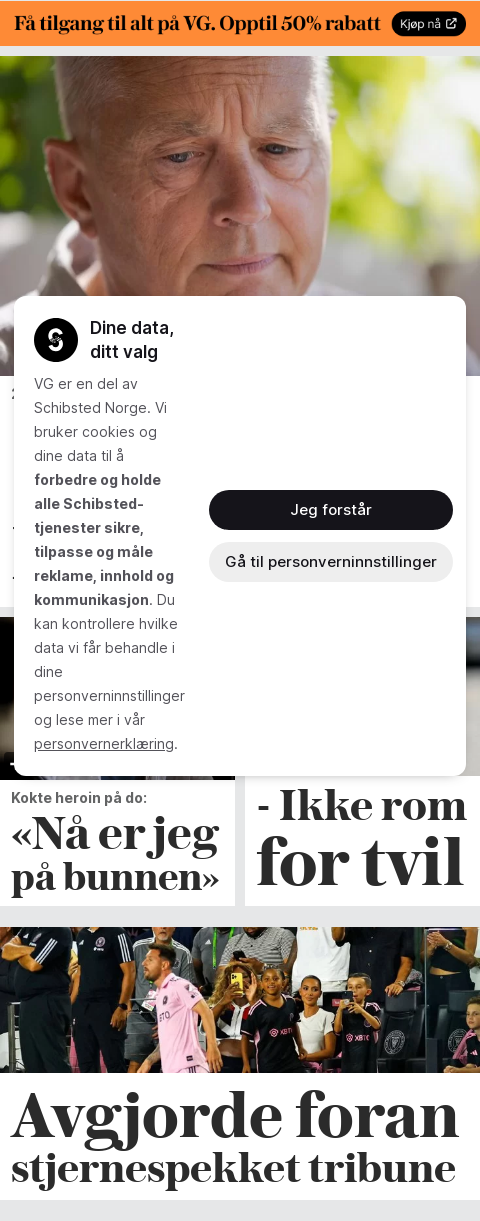 Få tilgang til alt på VG. Opptil 50% rabatt
Kjøp nå
Dine data,
ditt valg
VG er en del av
Schibsted Norge. Vi
bruker cookies og
dine data til å
forbedre og holde
alle Schibsted-
tjenester sikre,
tilpasse og måle
reklame, innhold og
kommunikasjon. Du
kan kontrollere hvilke
data vi får behandle i
dine
personverninnstillinger
og lese mer i vår
personvernerklæring.
Jeg forstår
Gå til personverninnstillinger
Kokte heroin på do:
«Nå er jeg
på bunnen»
- Ikke rom
for tvil
XBTO
XBTO
Avgjorde foran
stjernespekket tribune